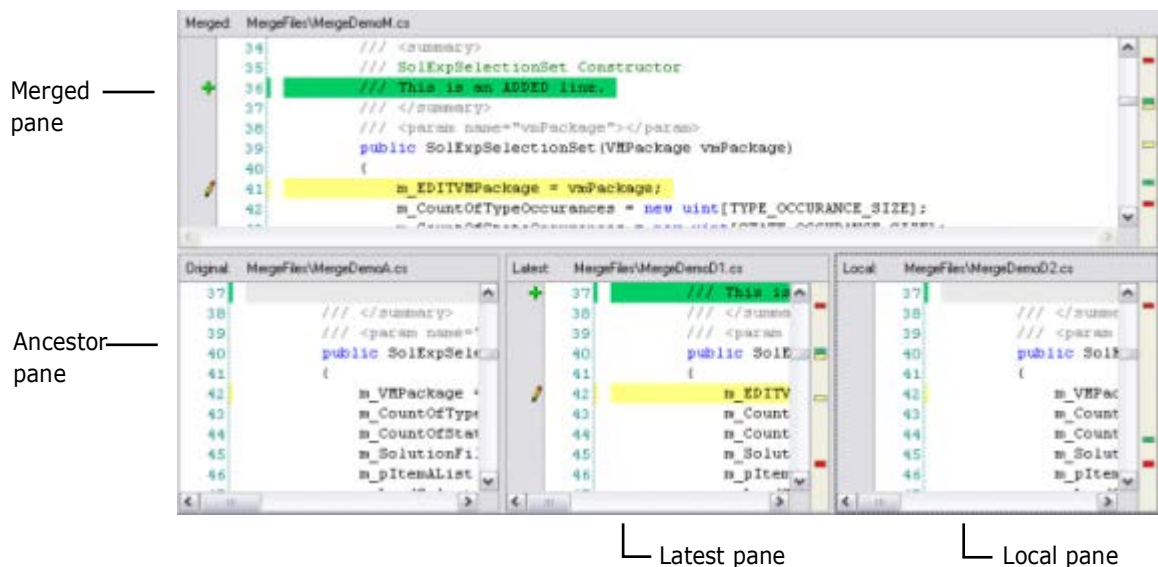 Merged: MergeFiles\MergeDemoM.cs
34 /// <summary>
35 /// SolExpSelectionSet Constructor
36 /// This is an ADDED line.
37 /// </summary>
38 /// <param name="vmPackage"></param>
39 public SolExpSelectionSet(VMPackage vmPackage)
40 {
41 m_EDITVMPackage = vmPackage;
42 m_CountOfTypeOccurances = new uint[TYPE_OCCURANCE_SIZE];
Merged
pane
Original: MergeFiles\MergeDemoA.cs
37
38 /// </summary>
39 /// <param name="
40 public SolExpSele
41 {
42 m_VMPackage =
43 m_CountOfType
44 m_CountOfStat
45 m_SolutionFil
46 m_pItemAList
Ancestor
pane
Latest: MergeFiles\MergeDemoD1.cs
37 /// This is
38 /// </summa
39 /// <param
40 public SolE
41 {
42 m_EDITV
43 m_Count
44 m_Count
45 m_Solut
46 m_pItem
Local: MergeFiles\MergeDemoD2.cs
37
38 /// </summa
39 /// <param
40 public SolE
41 {
42 m_VMPac
43 m_Count
44 m_Count
45 m_Solut
46 m_pItem
Latest pane
Local pane